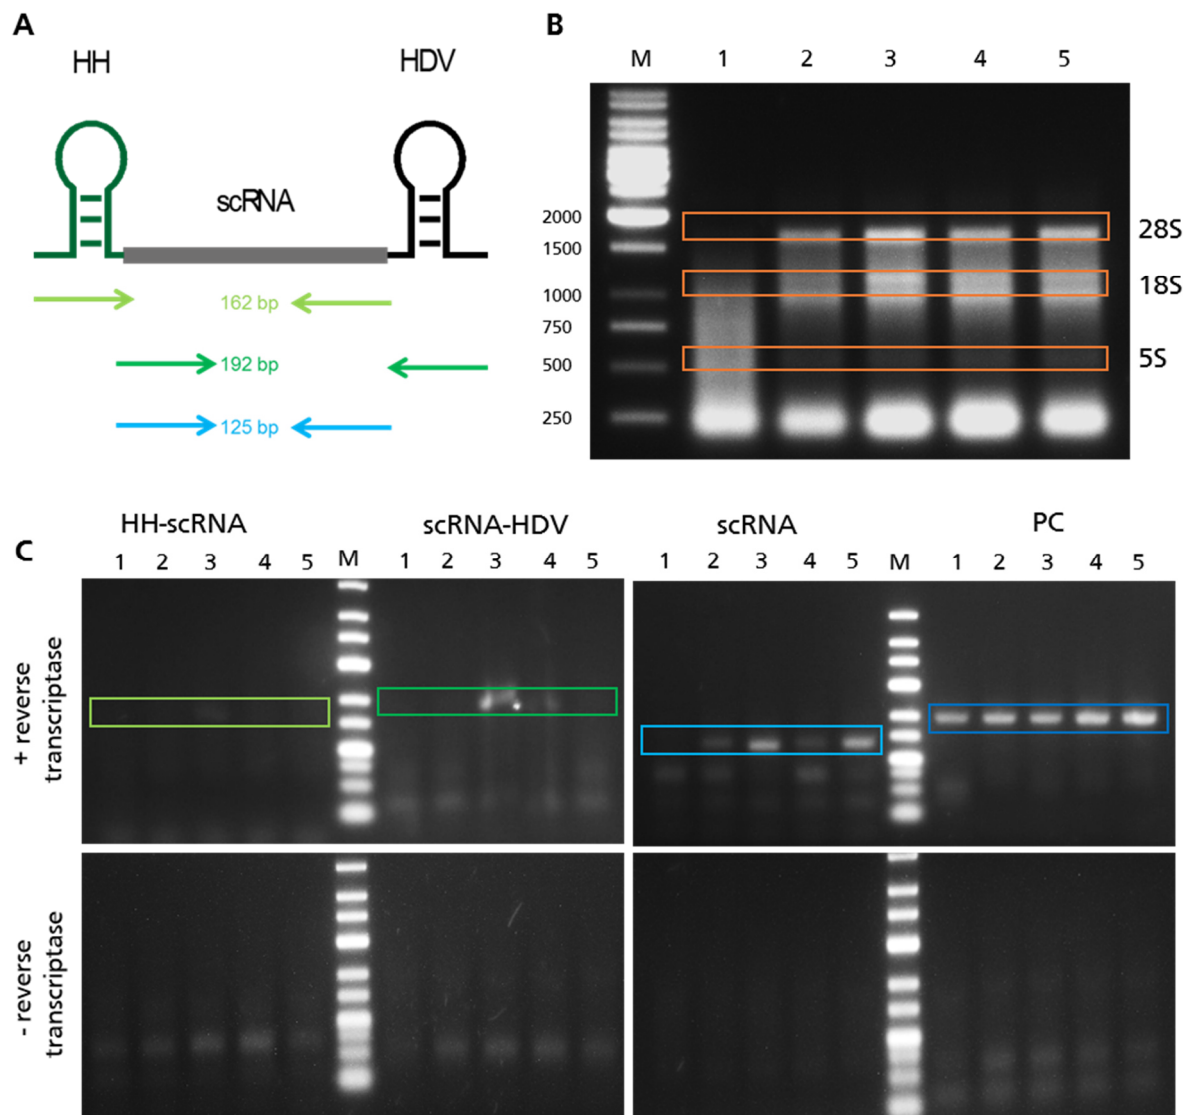 A
HH
HDV
scRNA
162 bp
192 bp
125 bp
B
M 1 2 3 4 5
2000
1500
1000
750
500
250
28S
18S
5S
C
HH-scRNA scRNA-HDV scRNA PC
1 2 3 4 5 M 1 2 3 4 5 1 2 3 4 5 M 1 2 3 4 5
+ reverse
transcriptase
- reverse
transcriptase